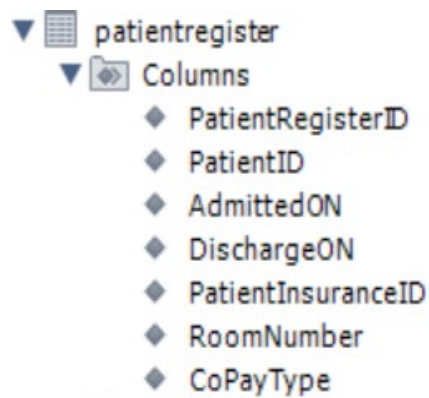 patientregister
Columns
PatientRegisterID
PatientID
AdmittedON
DischargeON
PatientInsuranceID
RoomNumber
CoPayType